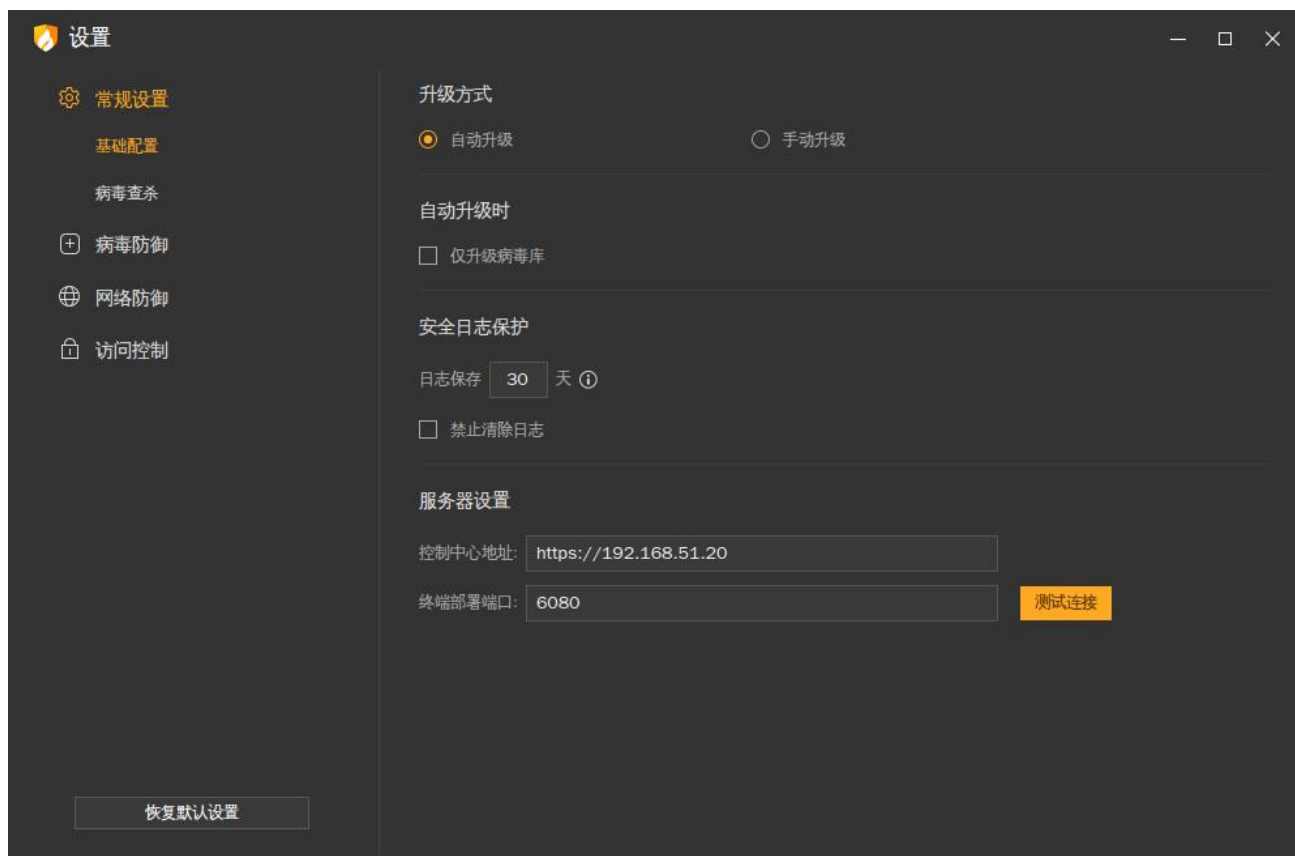 设置
常规设置
基础配置
病毒查杀
病毒防御
网络防御
访问控制
恢复默认设置
升级方式
自动升级 手动升级
自动升级时
仅升级病毒库
安全日志保护
日志保存 30 天
禁止清除日志
服务器设置
控制中心地址: https://192.168.51.20
终端部署端口: 6080 测试连接